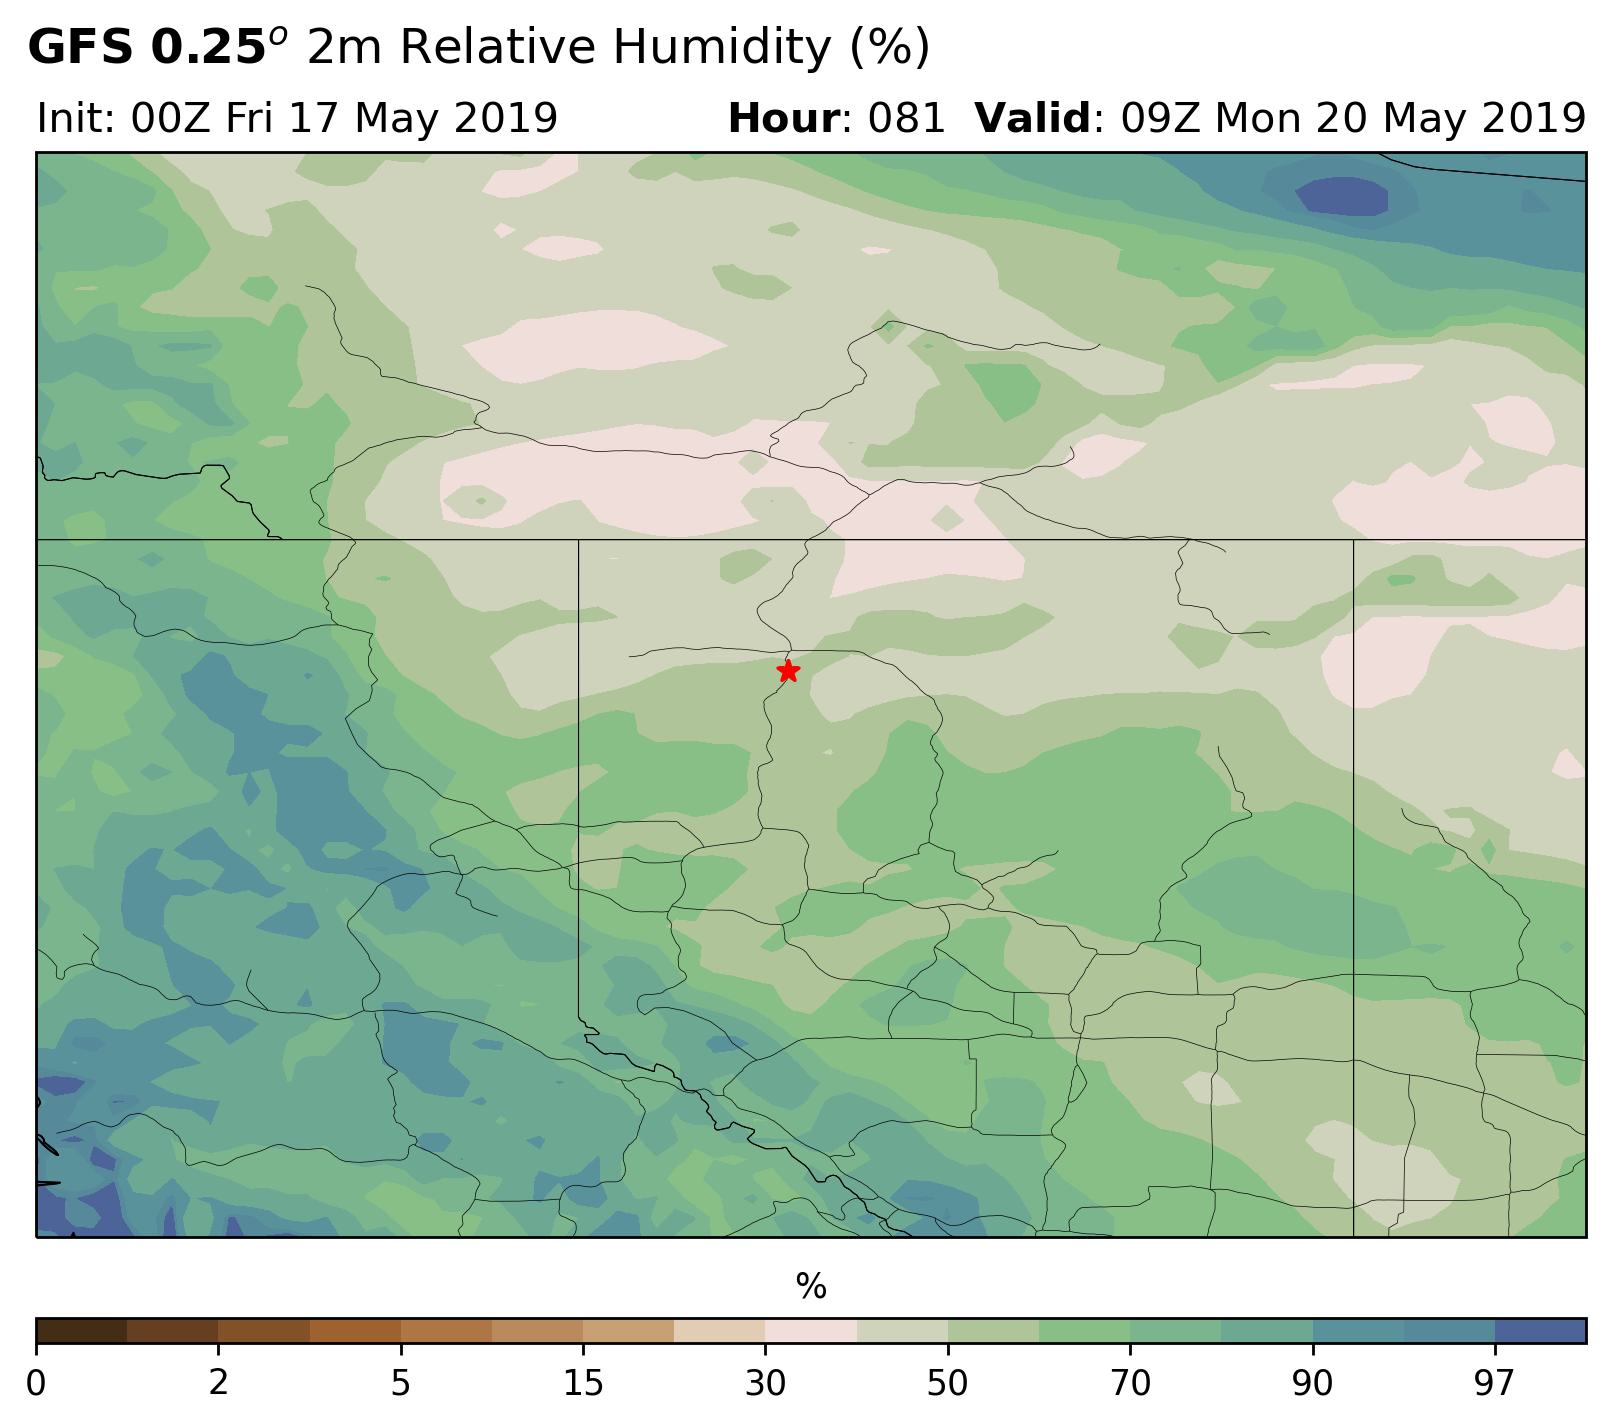 GFS 0.25° 2m Relative Humidity (%)
Init: 00Z Fri 17 May 2019 Hour: 081 Valid: 09Z Mon 20 May 2019
%
0 2 5 15 30 50 70 90 97